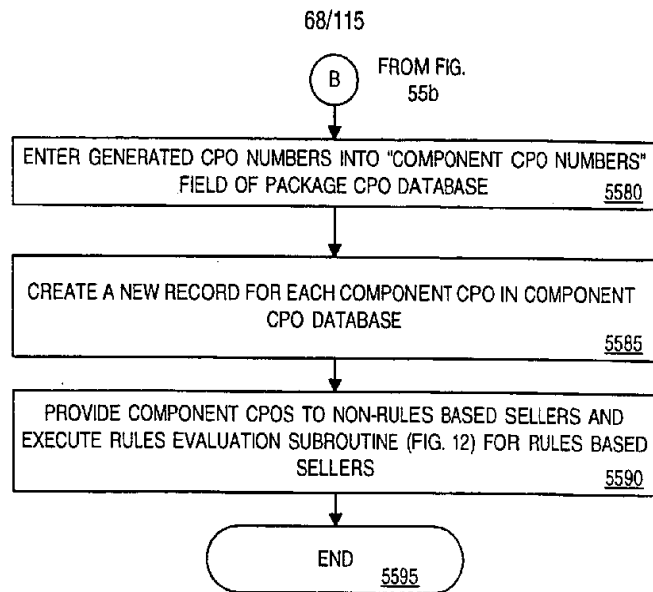 68/115
B
FROM FIG.
55b
ENTER GENERATED CPO NUMBERS INTO "COMPONENT CPO NUMBERS"
FIELD OF PACKAGE CPO DATABASE
5580
CREATE A NEW RECORD FOR EACH COMPONENT CPO IN COMPONENT
CPO DATABASE
5585
PROVIDE COMPONENT CPOS TO NON-RULES BASED SELLERS AND
EXECUTE RULES EVALUATION SUBROUTINE (FIG. 12) FOR RULES BASED
SELLERS
5590
END
5595